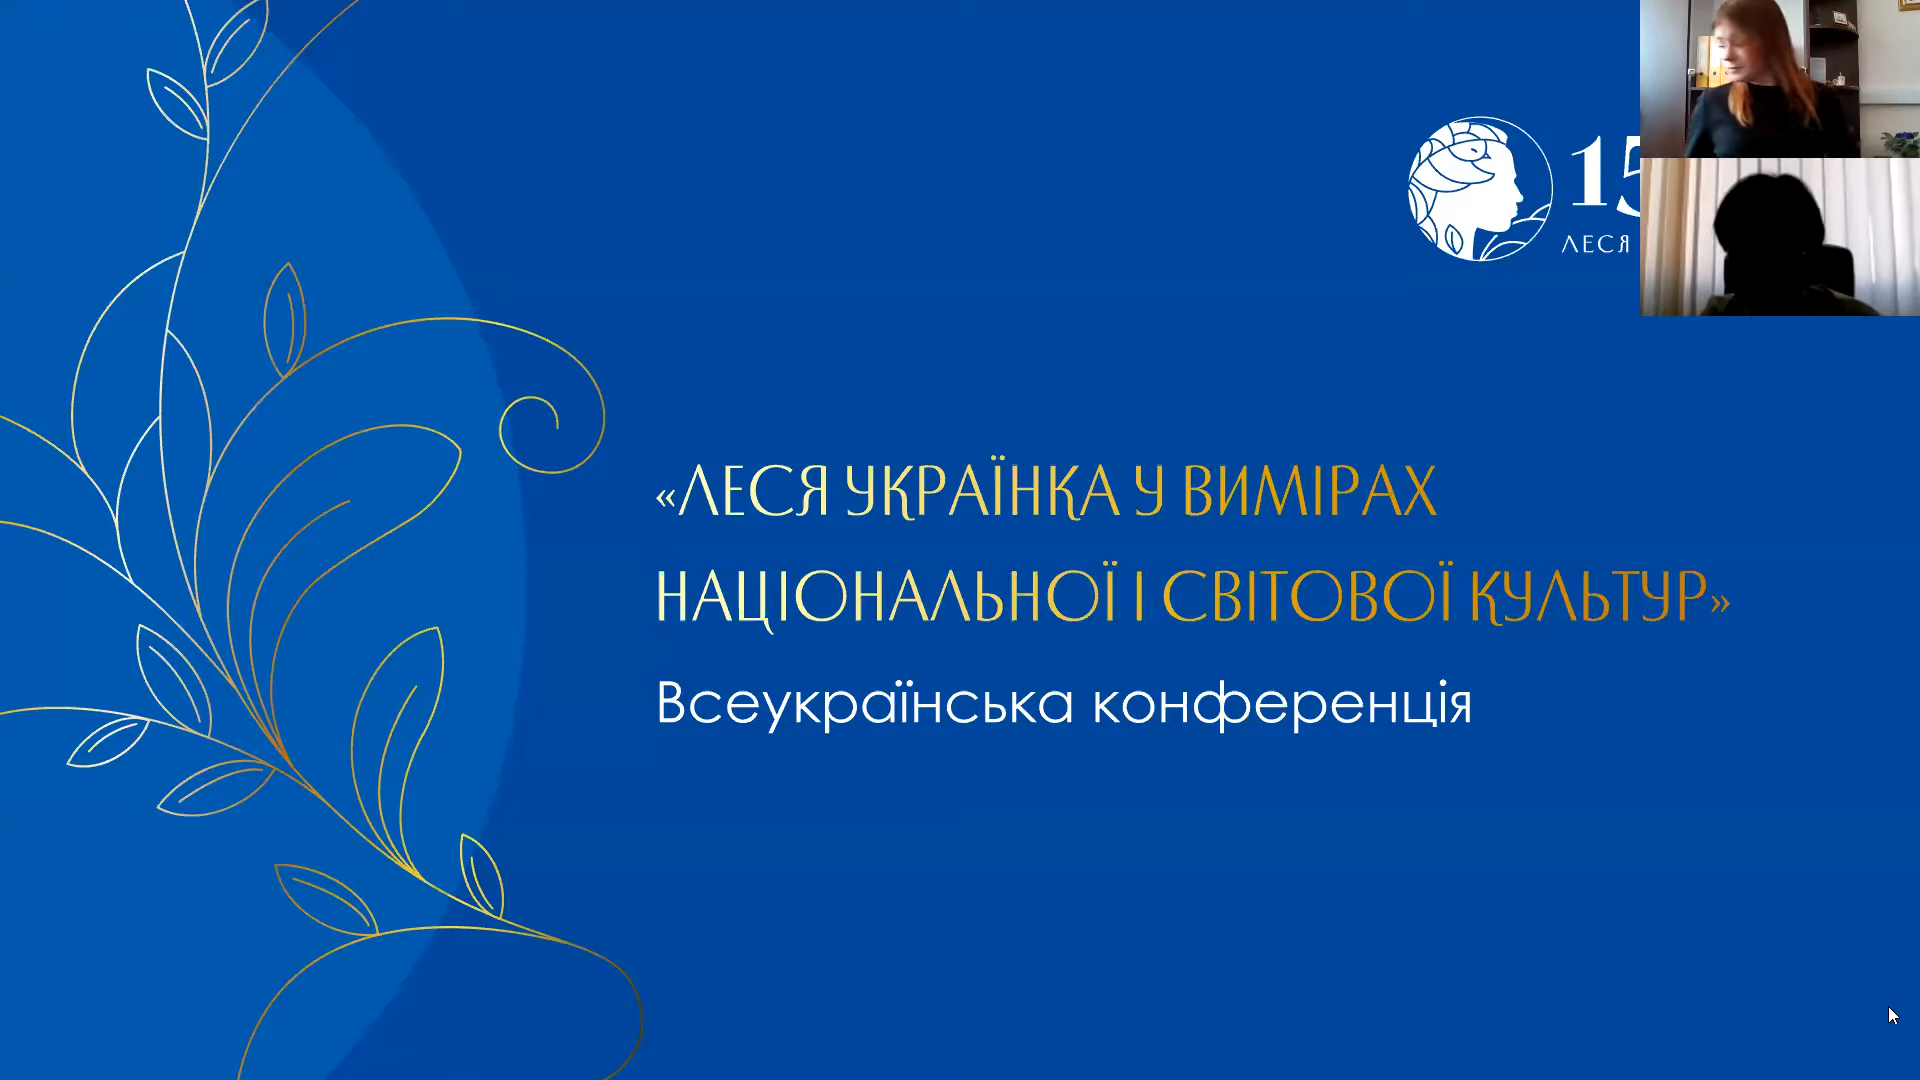 15
ЛЕСЯ
«ЛЕСЯ УКРАЇНКА У ВИМІРАХ
НАЦІОНАЛЬНОЇ І СВІТОВОЇ КУЛЬТУР»
Всеукраїнська конференція